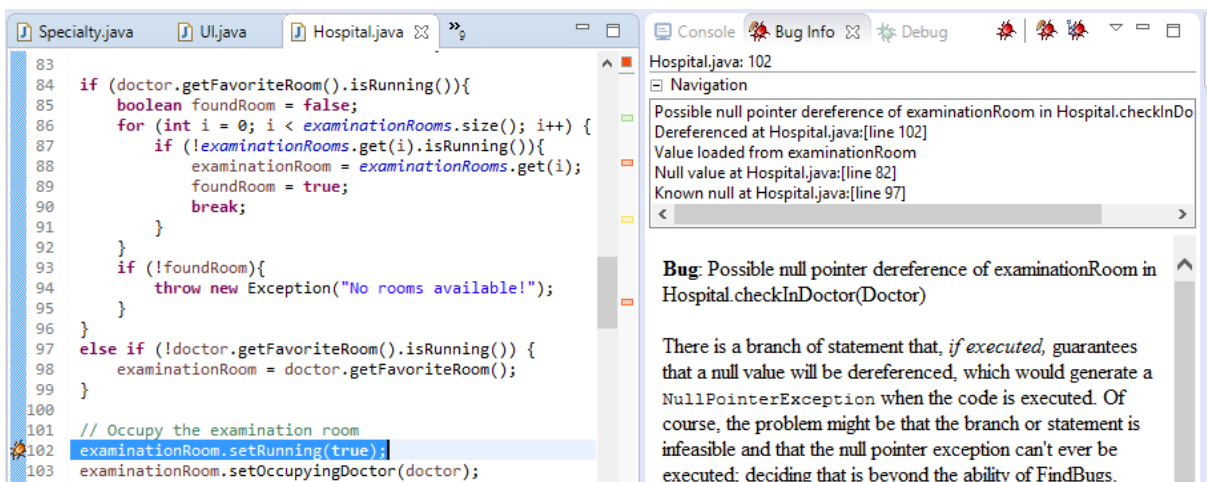 Specialty.java UI.java Hospital.java »9
83
84 if (doctor.getFavoriteRoom().isRunning()){
85 boolean foundRoom = false;
86 for (int i = 0; i < examinationRooms.size(); i++) {
87 if (!examinationRooms.get(i).isRunning()){
88 examinationRoom = examinationRooms.get(i);
89 foundRoom = true;
90 break;
91 }
92 }
93 if (!foundRoom){
94 throw new Exception("No rooms available!");
95 }
96 }
97 else if (!doctor.getFavoriteRoom().isRunning()) {
98 examinationRoom = doctor.getFavoriteRoom();
99 }
100
101 // Occupy the examination room
102 examinationRoom.setRunning(true);
103 examinationRoom.setOccupyingDoctor(doctor);
Console Bug Info Debug
Hospital.java: 102
Navigation
Possible null pointer dereference of examinationRoom in Hospital.checkInDo
Dereferenced at Hospital.java:[line 102]
Value loaded from examinationRoom
Null value at Hospital.java:[line 82]
Known null at Hospital.java:[line 97]
Bug: Possible null pointer dereference of examinationRoom in
Hospital.checkInDoctor(Doctor)
There is a branch of statement that, if executed, guarantees
that a null value will be dereferenced, which would generate a
NullPointerException when the code is executed. Of
course, the problem might be that the branch or statement is
infeasible and that the null pointer exception can't ever be
executed; deciding that is beyond the ability of FindBugs.